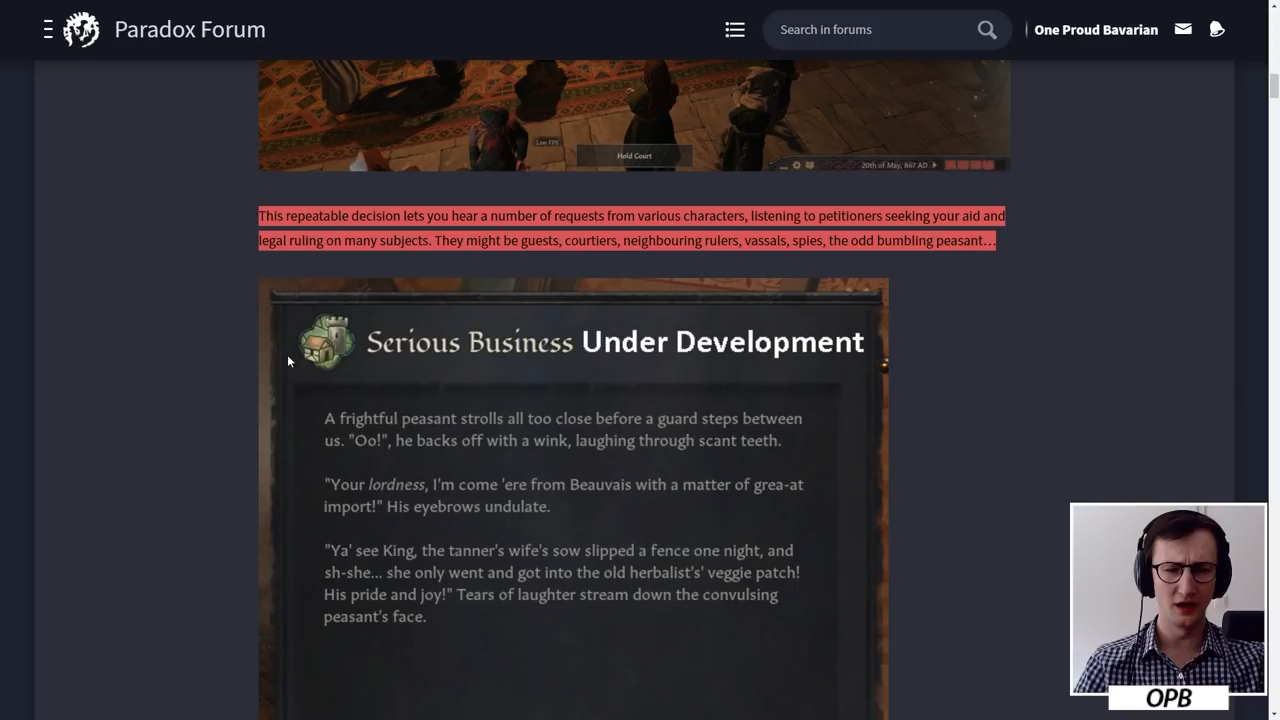 Paradox Forum
Search in forums
One Proud Bavarian
Low FPS
Hold Court
20th of May, 867 AD
This repeatable decision lets you hear a number of requests from various characters, listening to petitioners seeking your aid and
legal ruling on many subjects. They might be guests, courtiers, neighbouring rulers, vassals, spies, the odd bumbling peasant…
Serious Business Under Development
A frightful peasant strolls all too close before a guard steps between
us. "Oo!", he backs off with a wink, laughing through scant teeth.
"Your lordness, I'm come 'ere from Beauvais with a matter of grea-at
import!" His eyebrows undulate.
"Ya' see King, the tanner's wife's sow slipped a fence one night, and
sh-she... she only went and got into the old herbalist's' veggie patch!
His pride and joy!" Tears of laughter stream down the convulsing
peasant's face.
OPB